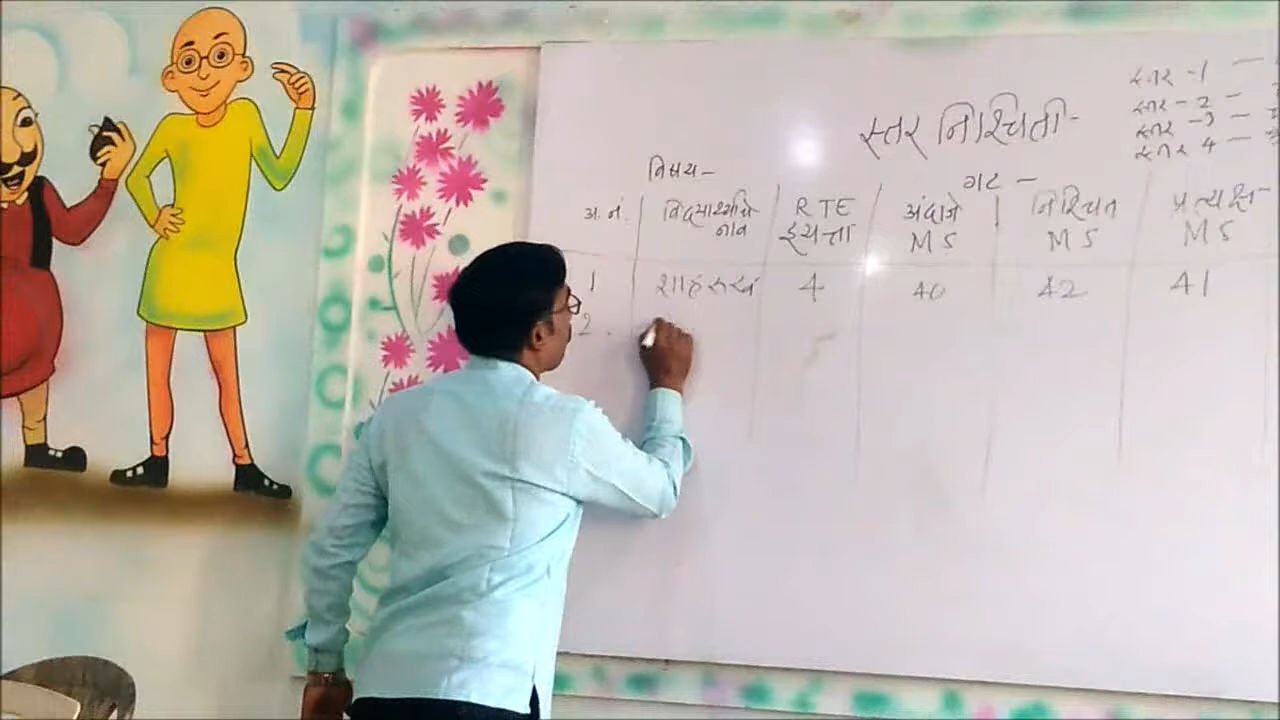 स्तर -1 —
स्तर - 2 -
स्तर -3 -
स्तर 4 -
स्तर निश्चिती -
विषय -
गट -
अ.नं. विद्यार्थ्याचे नाव RTE इयत्ता अंदाजे MS निश्चित MS प्रत्यक्ष MS
1 शाहरुख 4 40 42 41
2.